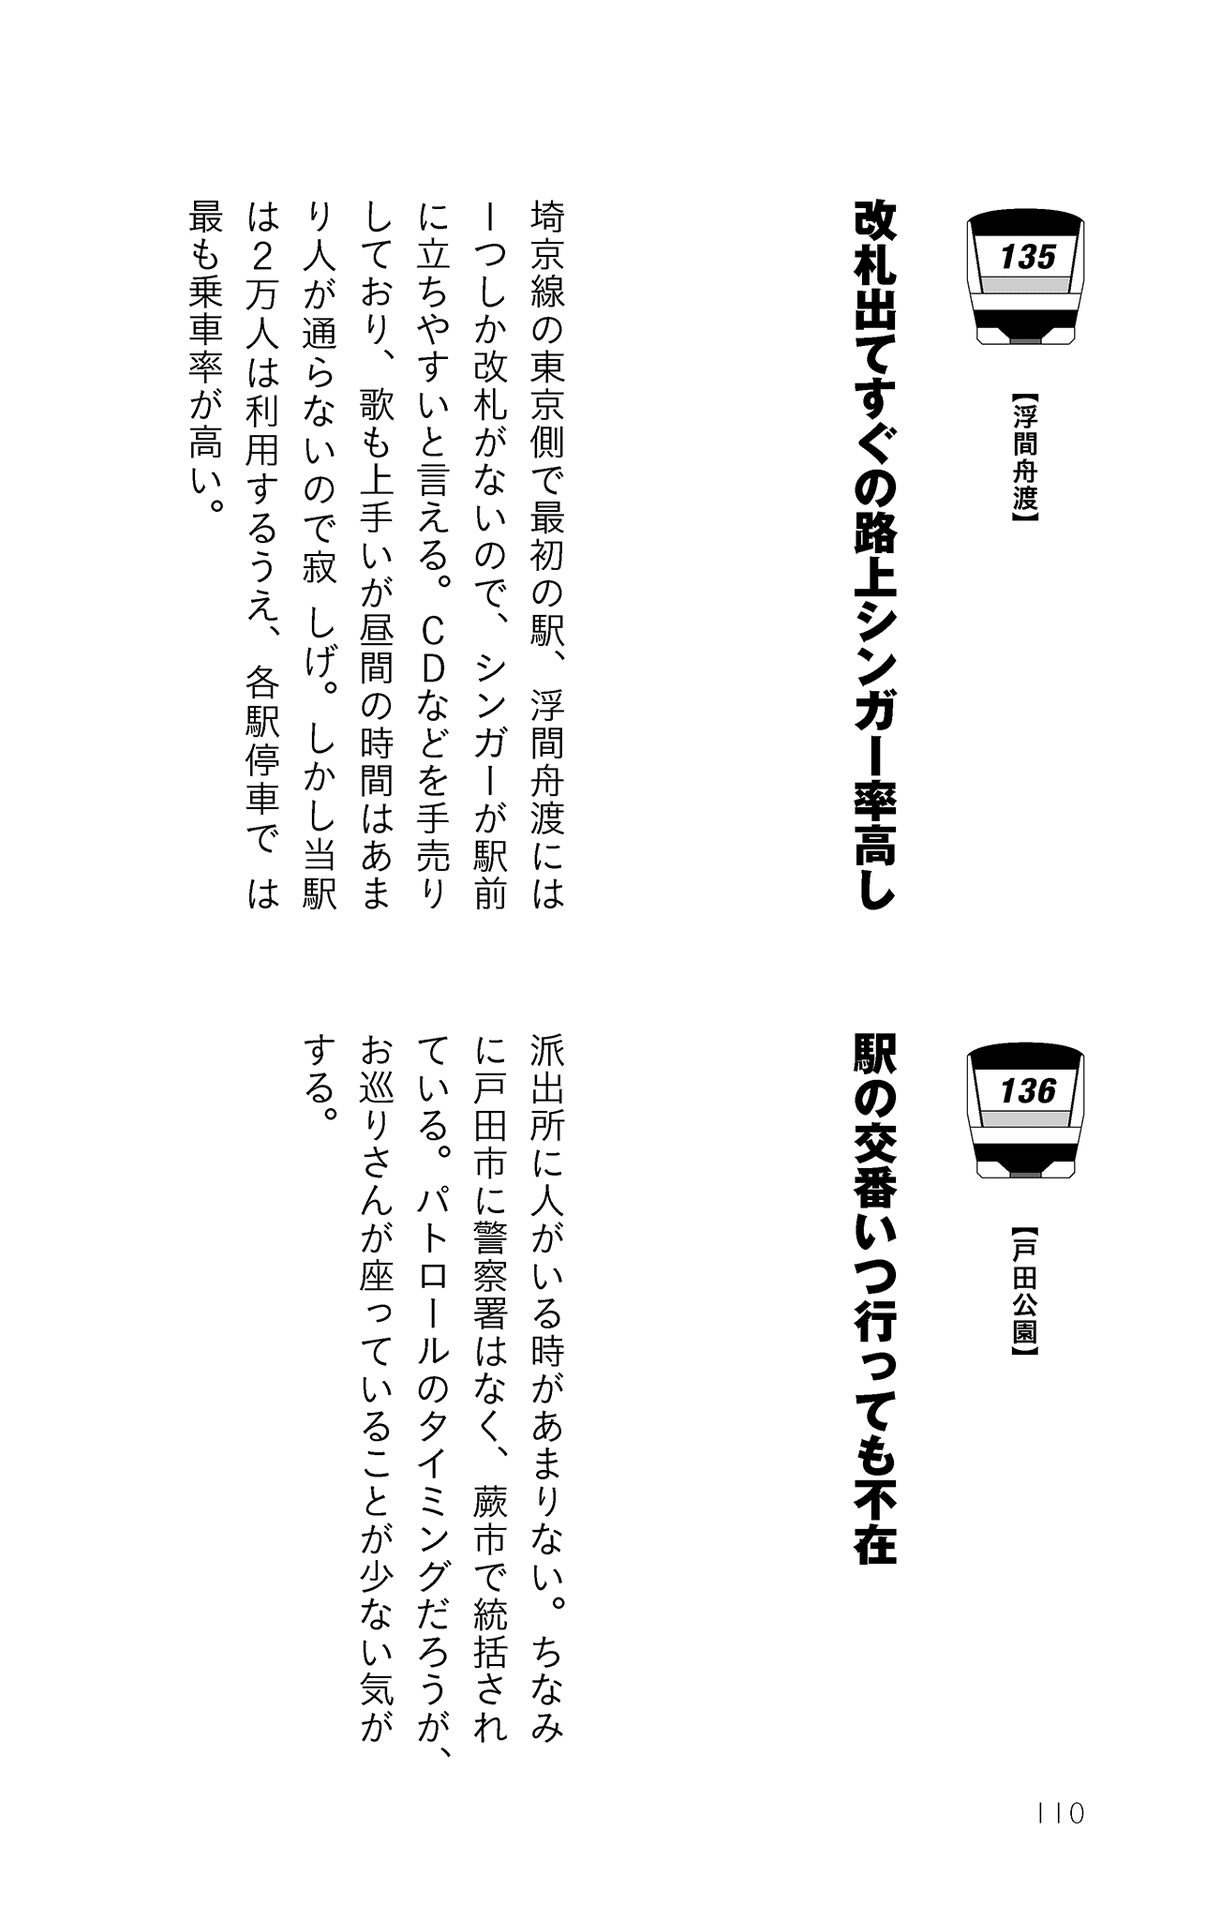 135
【浮間舟渡】
改札出てすぐの路上シンガー率高し
埼京線の東京側で最初の駅、浮間舟渡には
一つしか改札がないので、シンガーが駅前
に立ちやすいと言える。CDなどを手売り
しており、歌も上手いが昼間の時間はあま
り人が通らないので寂しげ。しかし当駅
は2万人は利用するうえ、各駅停車では
最も乗車率が高い。
136
【戸田公園】
駅の交番いつ行っても不在
派出所に人がいる時があまりない。ちなみ
に戸田市に警察署はなく、蕨市で統括され
ている。パトロールのタイミングだろうが、
お巡りさんが座っていることが少ない気が
する。
110